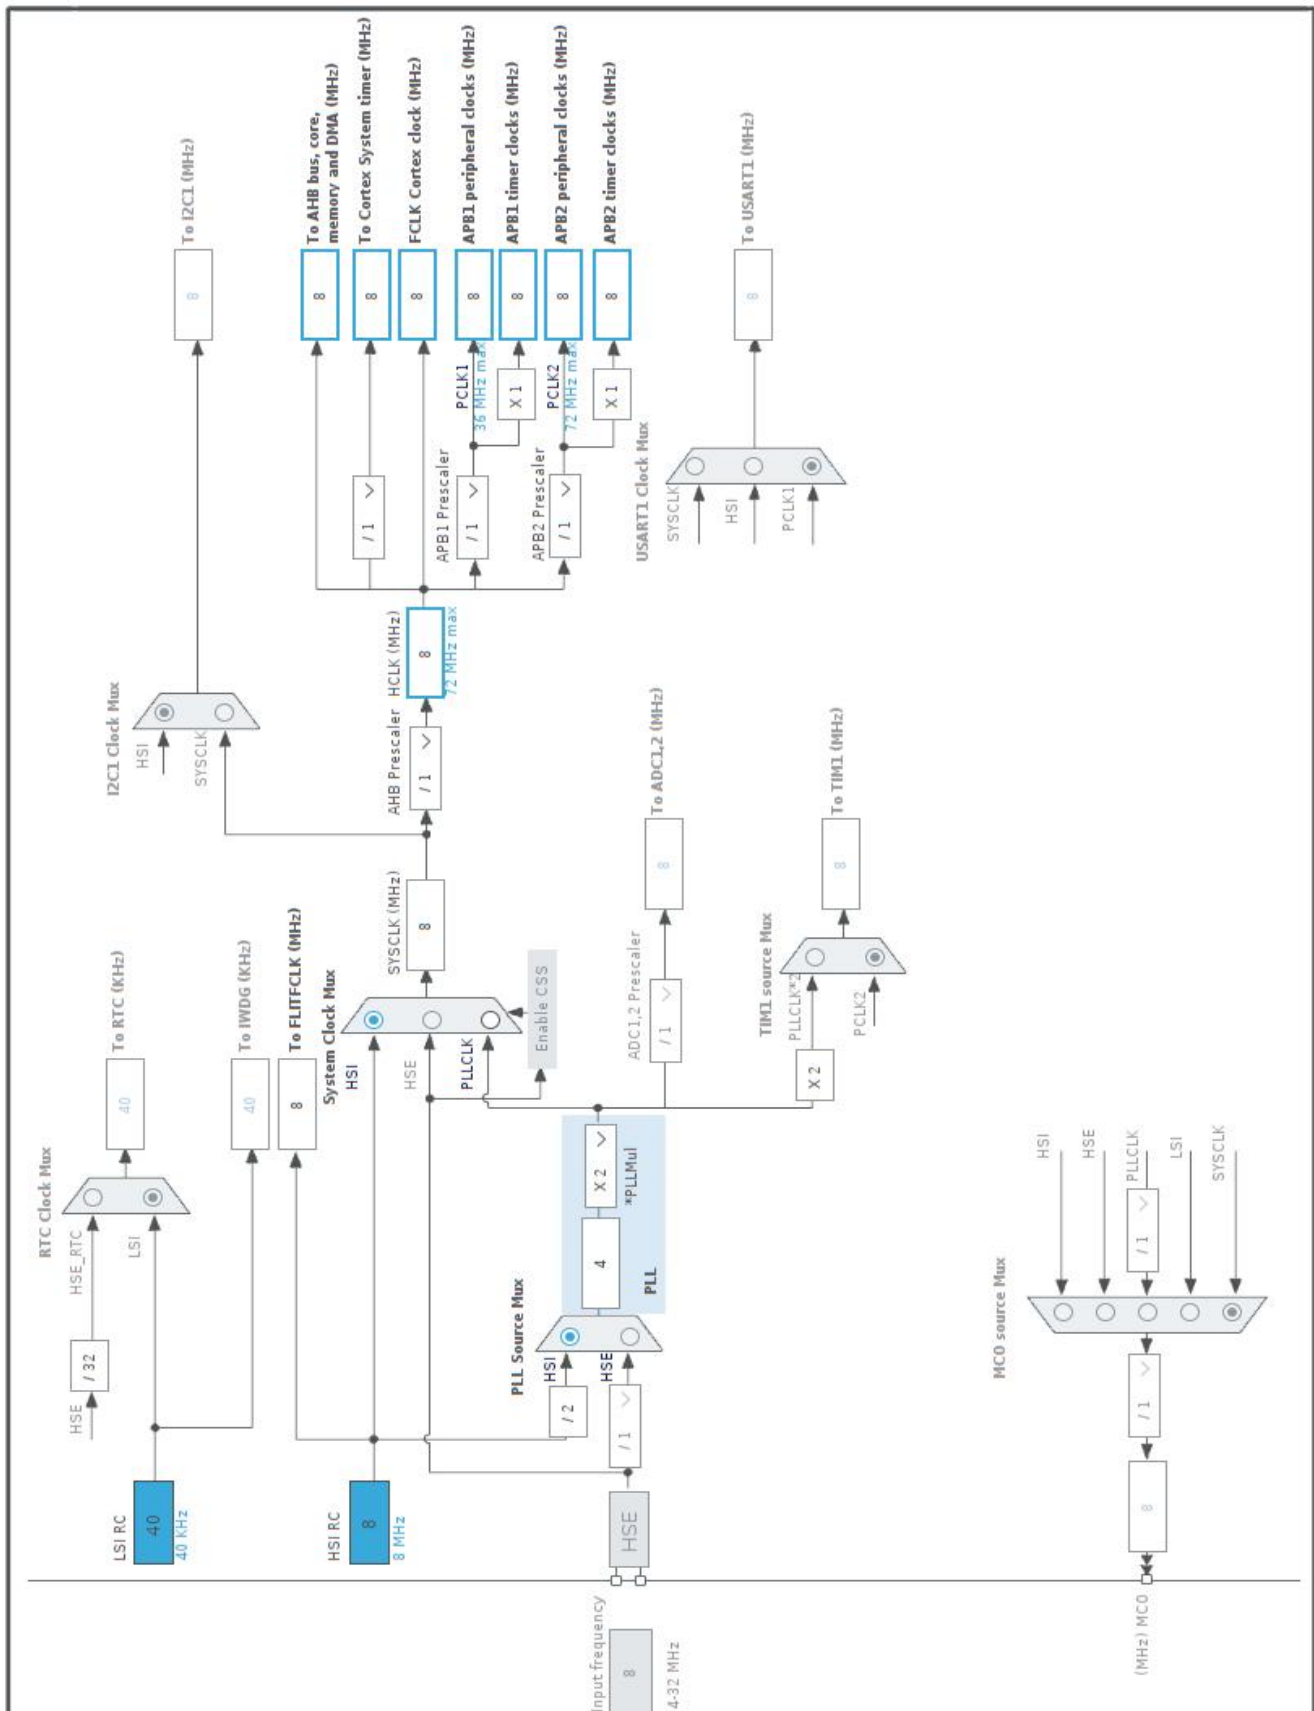 RTC Clock Mux
HSE
/ 32
HSE_RTC
LSI
40
To RTC (KHz)
LSI RC
40
40 KHz
40
To IWDG (KHz)
I2C1 Clock Mux
HSI
SYSCLK
8
To I2C1 (MHz)
8
To FLITFCLK (MHz)
HSI RC
8
8 MHz
System Clock Mux
HSI
HSE
PLLCLK
Enable CSS
SYSCLK (MHz)
8
AHB Prescaler
/ 1
HCLK (MHz)
8
72 MHz max
8
To AHB bus, core,
memory and DMA (MHz)
/ 1
8
To Cortex System timer (MHz)
8
FCLK Cortex clock (MHz)
APB1 Prescaler
/ 1
PCLK1
36 MHz max
8
APB1 peripheral clocks (MHz)
X 1
8
APB1 timer clocks (MHz)
APB2 Prescaler
/ 1
PCLK2
72 MHz max
8
APB2 peripheral clocks (MHz)
X 1
8
APB2 timer clocks (MHz)
PLL Source Mux
/ 2
HSI
HSE
/ 1
4
X 2
*PLLMul
PLL
Input frequency
8
4-32 MHz
HSE
ADC1,2 Prescaler
/ 1
8
To ADC1,2 (MHz)
USART1 Clock Mux
SYSCLK
HSI
PCLK1
8
To USART1 (MHz)
TIM1 source Mux
X 2
PLLCLK*2
PCLK2
8
To TIM1 (MHz)
MCO source Mux
HSI
HSE
/ 1
PLLCLK
LSI
SYSCLK
/ 1
8
(MHz) MCO